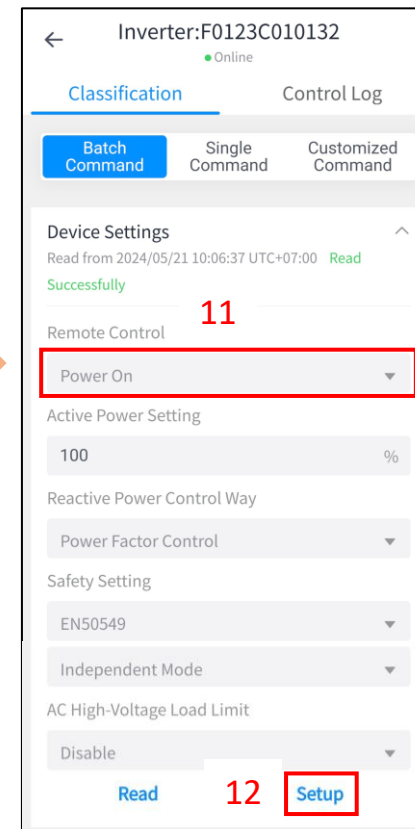 Inverter:F0123C010132
Online
Classification Control Log
Batch Command Single Command Customized Command
Device Settings
Read from 2024/05/21 10:06:37 UTC+07:00 Read
Successfully
11
Remote Control
Power On
Active Power Setting
100 %
Reactive Power Control Way
Power Factor Control
Safety Setting
EN50549
Independent Mode
AC High-Voltage Load Limit
Disable
Read 12 Setup